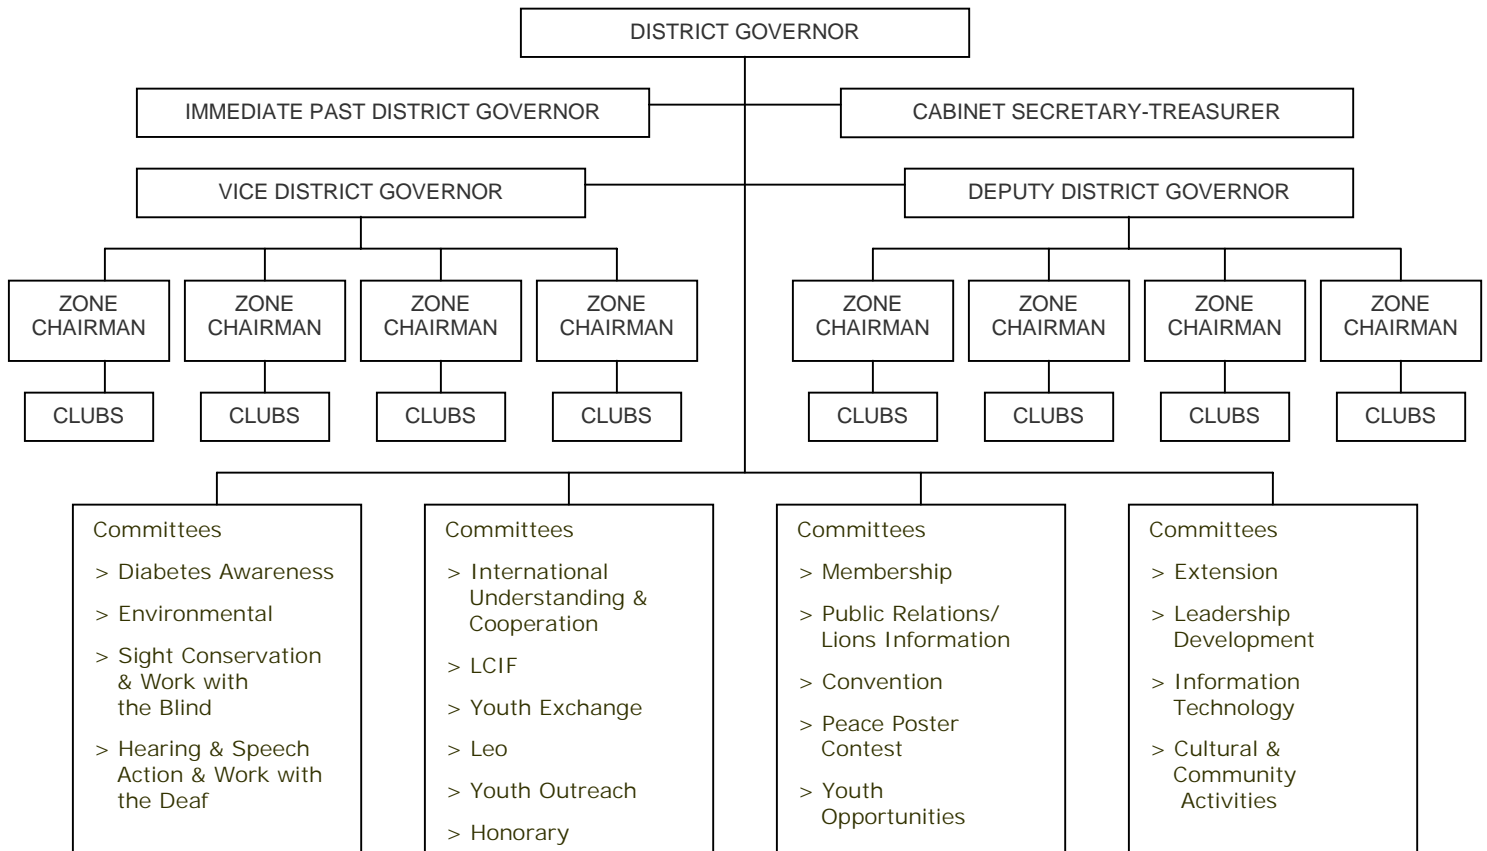 DISTRICT GOVERNOR
IMMEDIATE PAST DISTRICT GOVERNOR
CABINET SECRETARY-TREASURER
VICE DISTRICT GOVERNOR
DEPUTY DISTRICT GOVERNOR
ZONE
CHAIRMAN
ZONE
CHAIRMAN
ZONE
CHAIRMAN
ZONE
CHAIRMAN
ZONE
CHAIRMAN
ZONE
CHAIRMAN
ZONE
CHAIRMAN
ZONE
CHAIRMAN
CLUBS
CLUBS
CLUBS
CLUBS
CLUBS
CLUBS
CLUBS
CLUBS
Committees
> Diabetes Awareness
> Environmental
> Sight Conservation
& Work with
the Blind
> Hearing & Speech
Action & Work with
the Deaf
Committees
> International
Understanding &
Cooperation
> LCIF
> Youth Exchange
> Leo
> Youth Outreach
> Honorary
Committees
> Membership
> Public Relations/
Lions Information
> Convention
> Peace Poster
Contest
> Youth
Opportunities
Committees
> Extension
> Leadership
Development
> Information
Technology
> Cultural &
Community
Activities